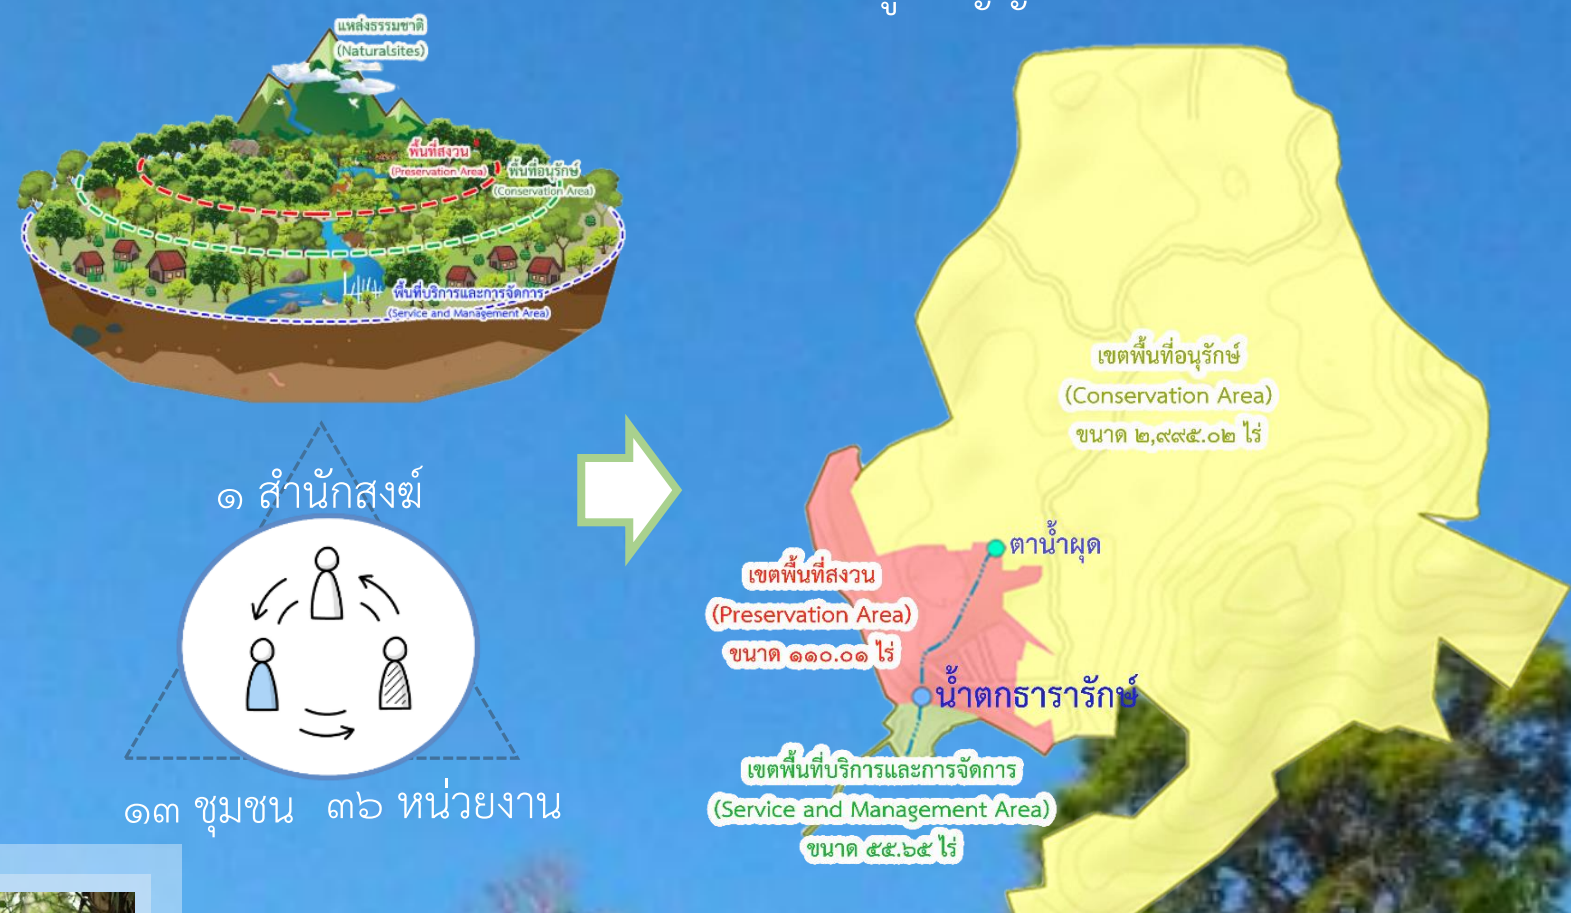 แหล่งธรรมชาติ
(Naturalsites)
พื้นที่สงวน
(Preservation Area)
พื้นที่อนุรักษ์
(Conservation Area)
พื้นที่บริการและการจัดการ
(Service and Management Area)
๑ สำนักสงฆ์
๑๓ ชุมชน
๓๖ หน่วยงาน
เขตพื้นที่อนุรักษ์
(Conservation Area)
ขนาด ๒,๙๙๕.๐๒ ไร่
ตาน้ำผุด
เขตพื้นที่สงวน
(Preservation Area)
ขนาด ๑๑๐.๐๑ ไร่
น้ำตกธารารักษ์
เขตพื้นที่บริการและการจัดการ
(Service and Management Area)
ขนาด ๕๕.๖๕ ไร่